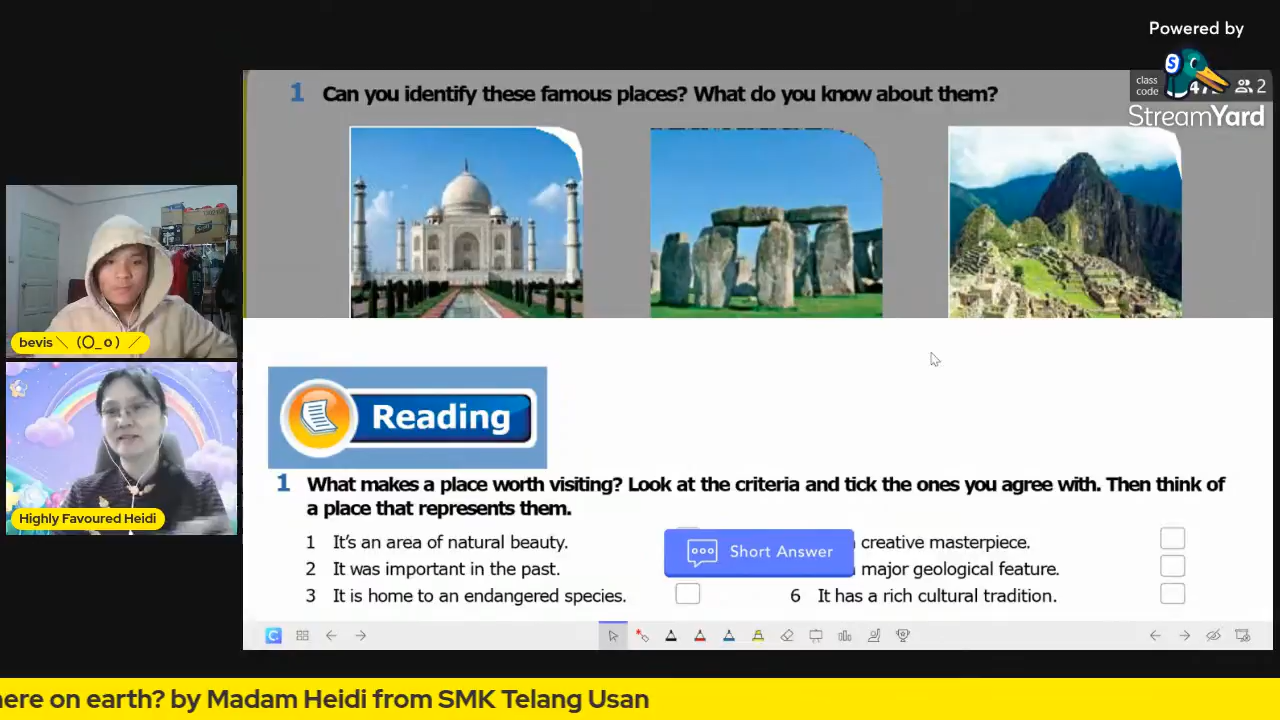 Powered by
class
code
2
StreamYard
1 Can you identify these famous places? What do you know about them?
bevis＼（〇_ｏ）／
Highly Favoured Heidi
Reading
1 What makes a place worth visiting? Look at the criteria and tick the ones you agree with. Then think of
a place that represents them.
1 It's an area of natural beauty.
2 It was important in the past.
3 It is home to an endangered species.
Short Answer
creative masterpiece.
major geological feature.
6 It has a rich cultural tradition.
here on earth? by Madam Heidi from SMK Telang Usan